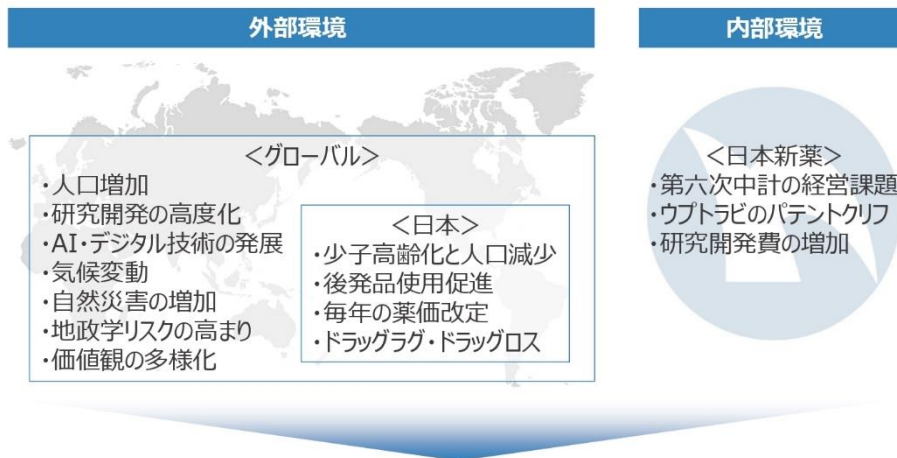 外部環境
<グローバル>
・人口増加
・研究開発の高度化
・AI・デジタル技術の発展
・気候変動
・自然災害の増加
・地政学リスクの高まり
・価値観の多様化
<日本>
・少子高齢化と人口減少
・後発品使用促進
・毎年の薬価改定
・ドラッグラグ・ドラッグロス
内部環境
<日本新薬>
・第六次中計の経営課題
・ウプトラビのパテントクリフ
・研究開発費の増加